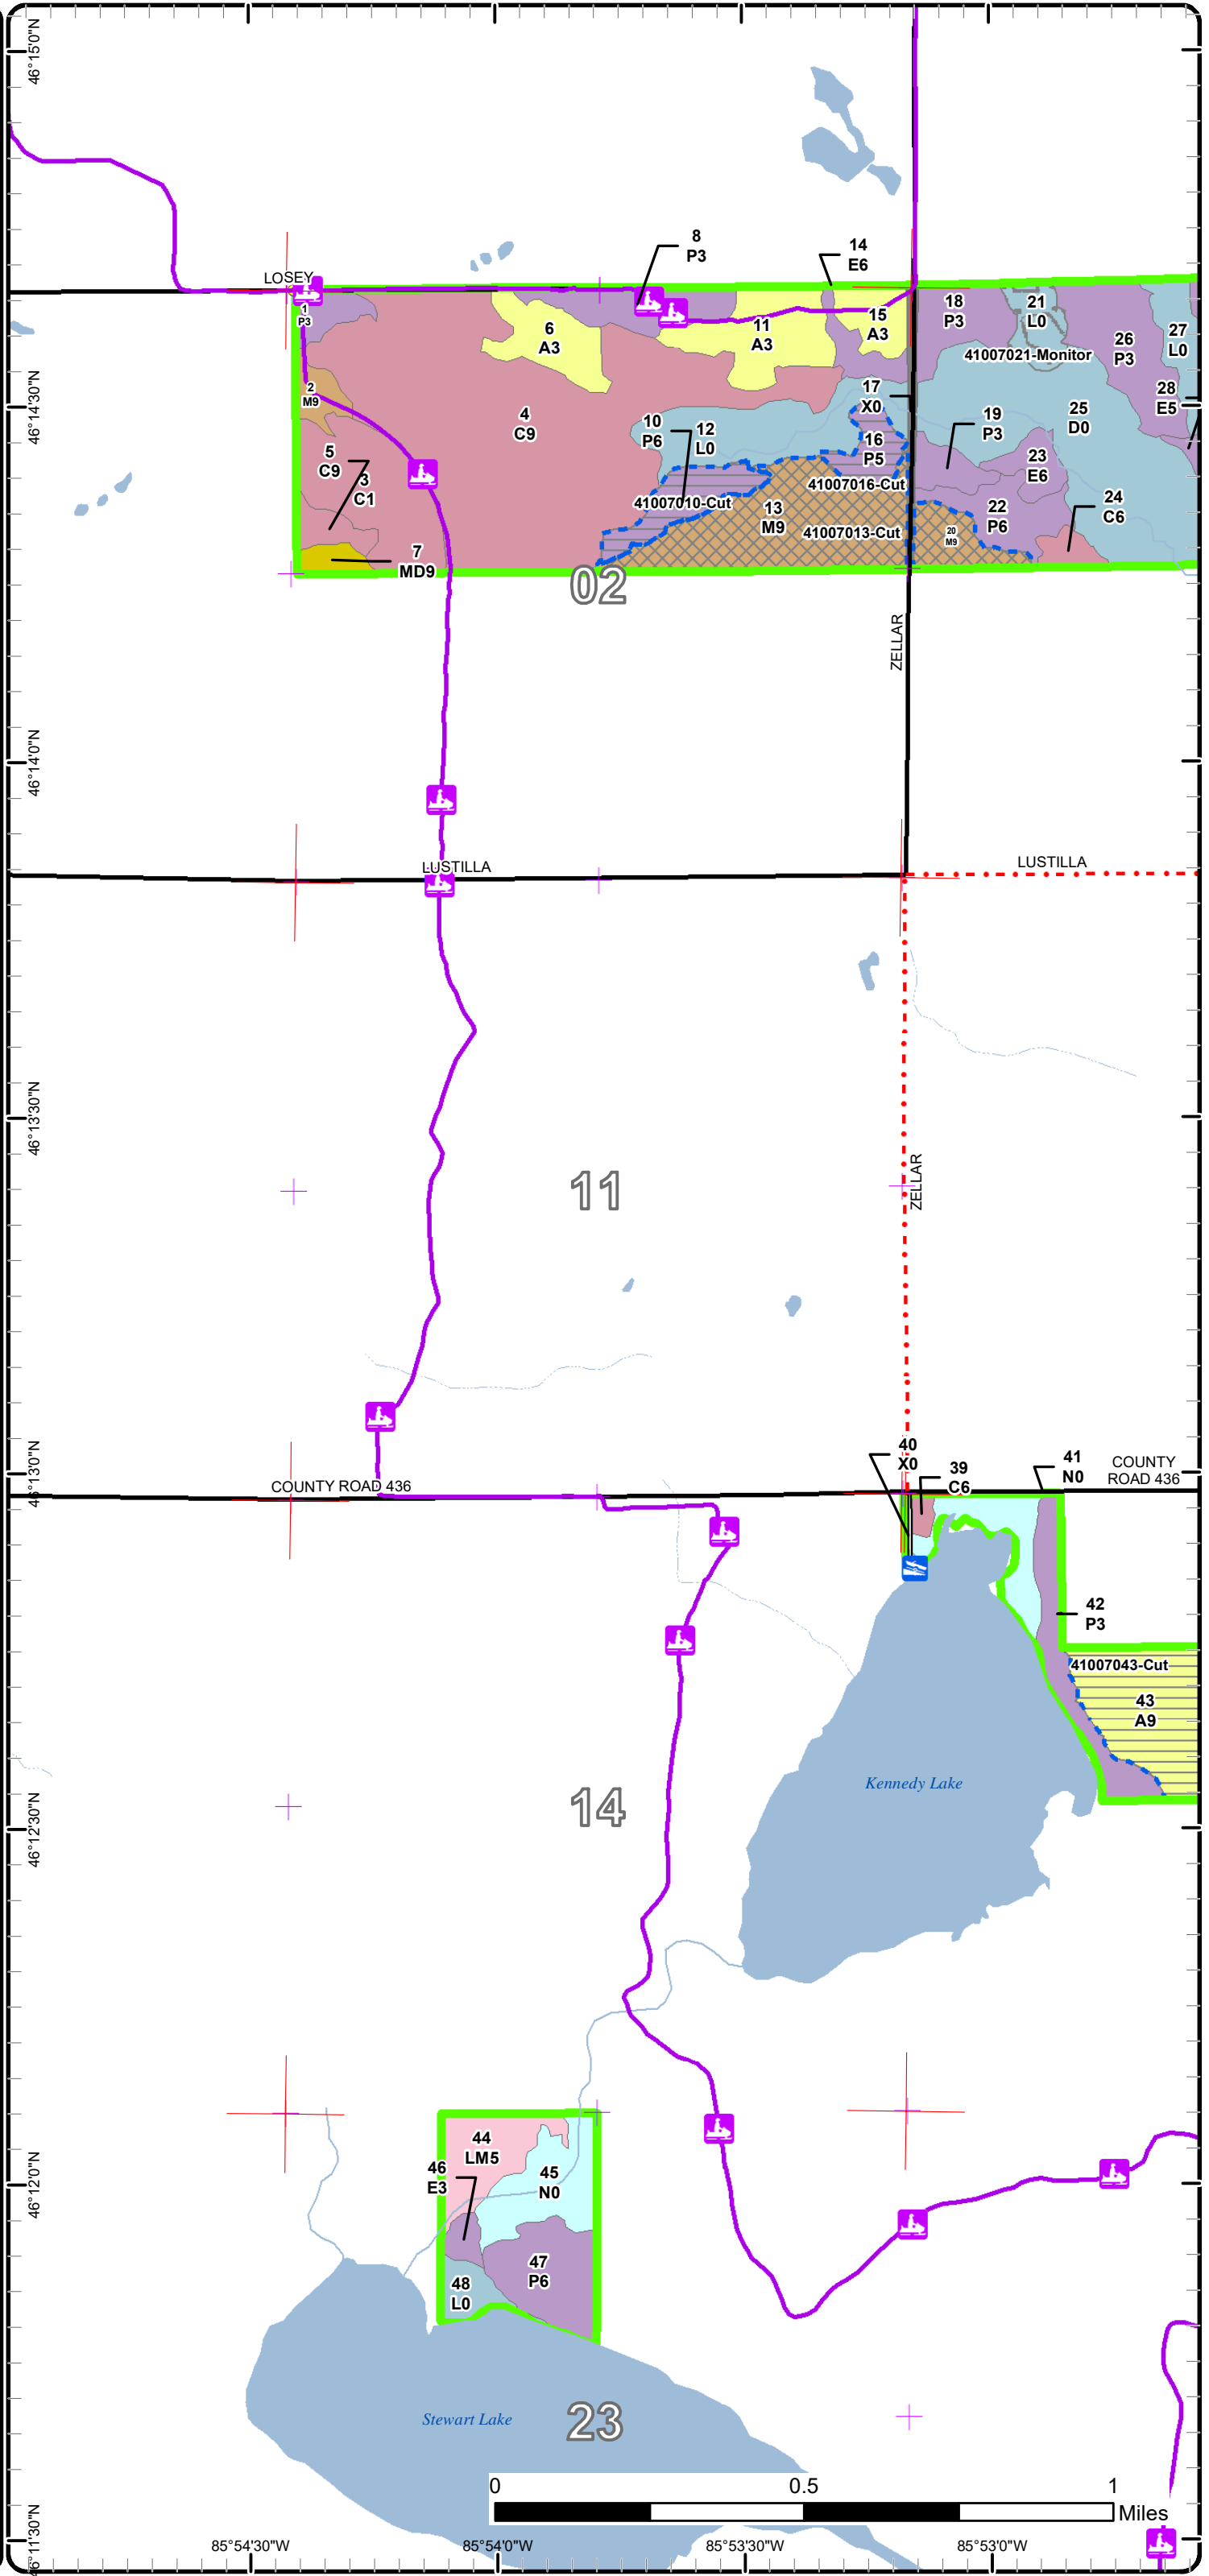 46°15'0"N
8
P3
14
E6
LOSEY
1
P3
6
A3
11
A3
15
A3
18
P3
21
L0
41007021-Monitor
26
P3
27
L0
46°14'30"N
2
M9
4
C9
10
P6
12
L0
17
X0
16
P5
19
P3
25
D0
28
E5
5
C9
3
C1
23
E6
41007010-Cut
41007016-Cut
13
M9
41007013-Cut
20
M9
22
P6
24
C6
7
MD9
02
ZELLAR
46°14'0"N
LUSTILLA
LUSTILLA
46°13'30"N
11
ZELLAR
46°13'0"N
COUNTY ROAD 436
40
X0
39
C6
41
N0
COUNTY
ROAD 436
42
P3
41007043-Cut
43
A9
Kennedy Lake
14
46°12'30"N
44
LM5
46
E3
45
N0
46°12'0"N
47
P6
48
L0
Stewart Lake
23
0
0.5
1
Miles
46°11'30"N
85°54'30"W
85°54'0"W
85°53'30"W
85°53'0"W